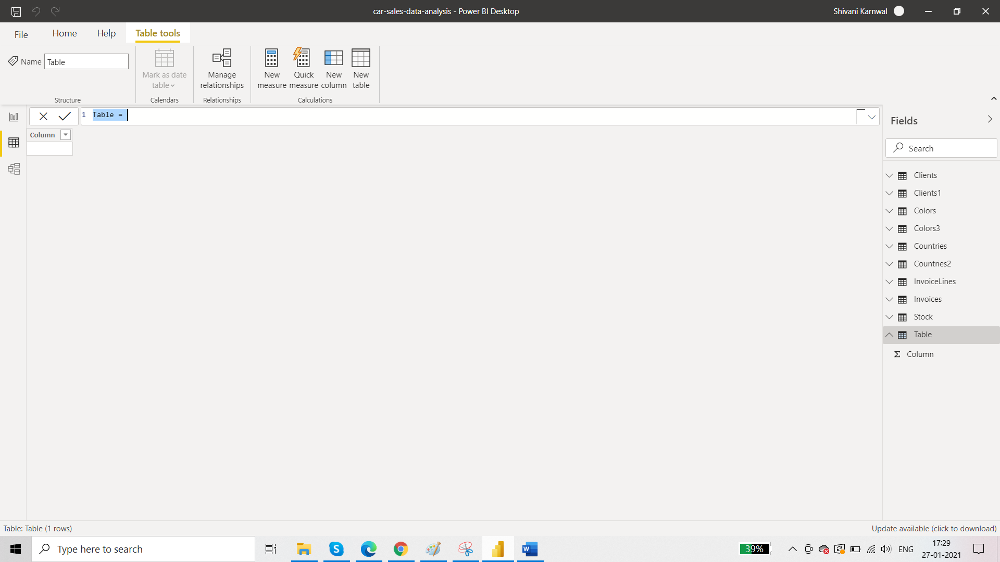 car-sales-data-analysis - Power BI Desktop
Shivani Karnwal
File
Home
Help
Table tools
Name
Table
Mark as date
table
Manage
relationships
New
measure
Quick
measure
New
column
New
table
Structure
Calendars
Relationships
Calculations
1 Table =
Column
Fields
Search
Clients
Clients1
Colors
Colors3
Countries
Countries2
InvoiceLines
Invoices
Stock
Table
Σ Column
Table: Table (1 rows)
Update available (click to download)
Type here to search
39%
ENG
17:29
27-01-2021